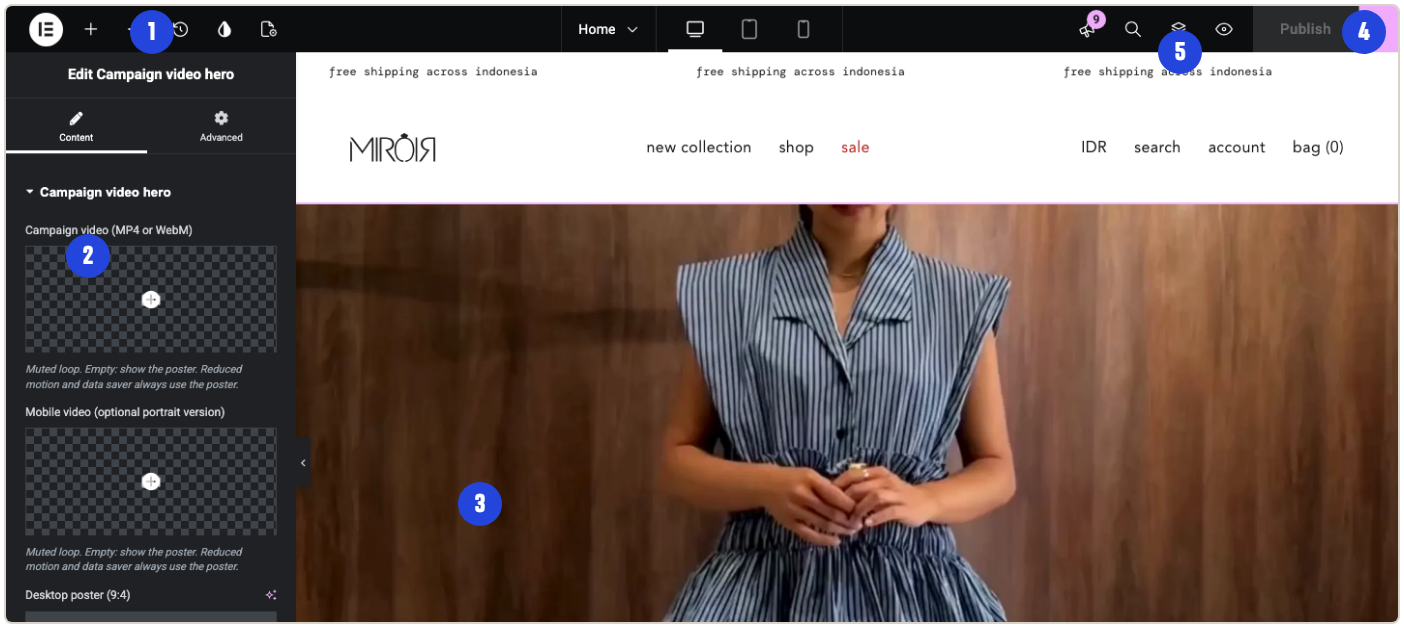 1
Home
9
Publish
4
5
Edit Campaign video hero
Content
Advanced
free shipping across indonesia
free shipping across indonesia
free shipping across indonesia
MIROIR
new collection
shop
sale
IDR
search
account
bag (0)
Campaign video hero
Campaign video (MP4 or WebM)
2
Muted loop. Empty: show the poster. Reduced
motion and data saver always use the poster.
Mobile video (optional portrait version)
3
Muted loop. Empty: show the poster. Reduced
motion and data saver always use the poster.
Desktop poster (9:4)